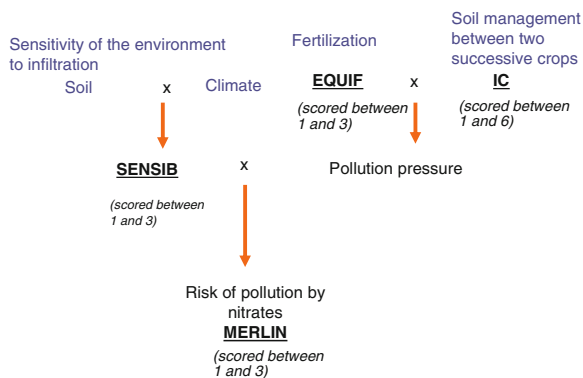 Sensitivity of the environment
to infiltration
Soil x Climate
Fertilization
EQUIF x
(scored between
1 and 3)
Soil management
between two
successive crops
IC
(scored between
1 and 6)
SENSIB x
(scored between
1 and 3)
Pollution pressure
Risk of pollution by
nitrates
MERLIN
(scored between
1 and 3)